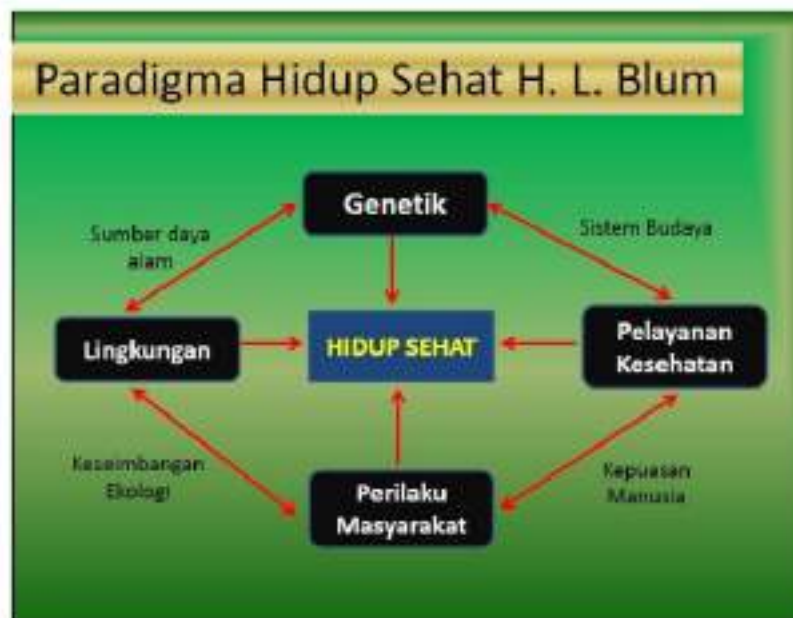 Paradigma Hidup Sehat H. L. Blum
Genetik
Sumber daya
alam
Sistem Budaya
Lingkungan
HIDUP SEHAT
Pelayanan
Kesehatan
Keseimbangan
Ekologi
Perilaku
Masyarakat
Kepuasan
Manusia